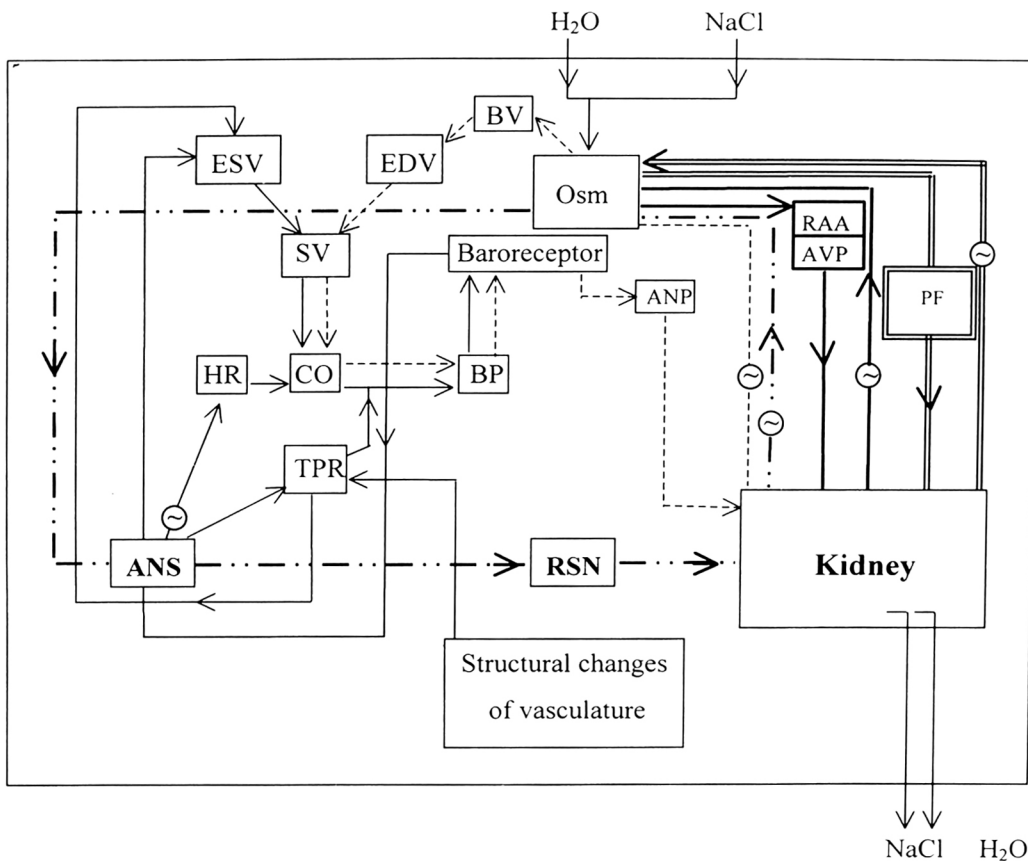 H₂O NaCl
BV
ESV EDV
Osm
RAA
AVP
SV Baroreceptor
ANP PF
HR CO BP
~
~
~
~
TPR
~
ANS RSN Kidney
Structural changes
of vasculature
NaCl H₂O